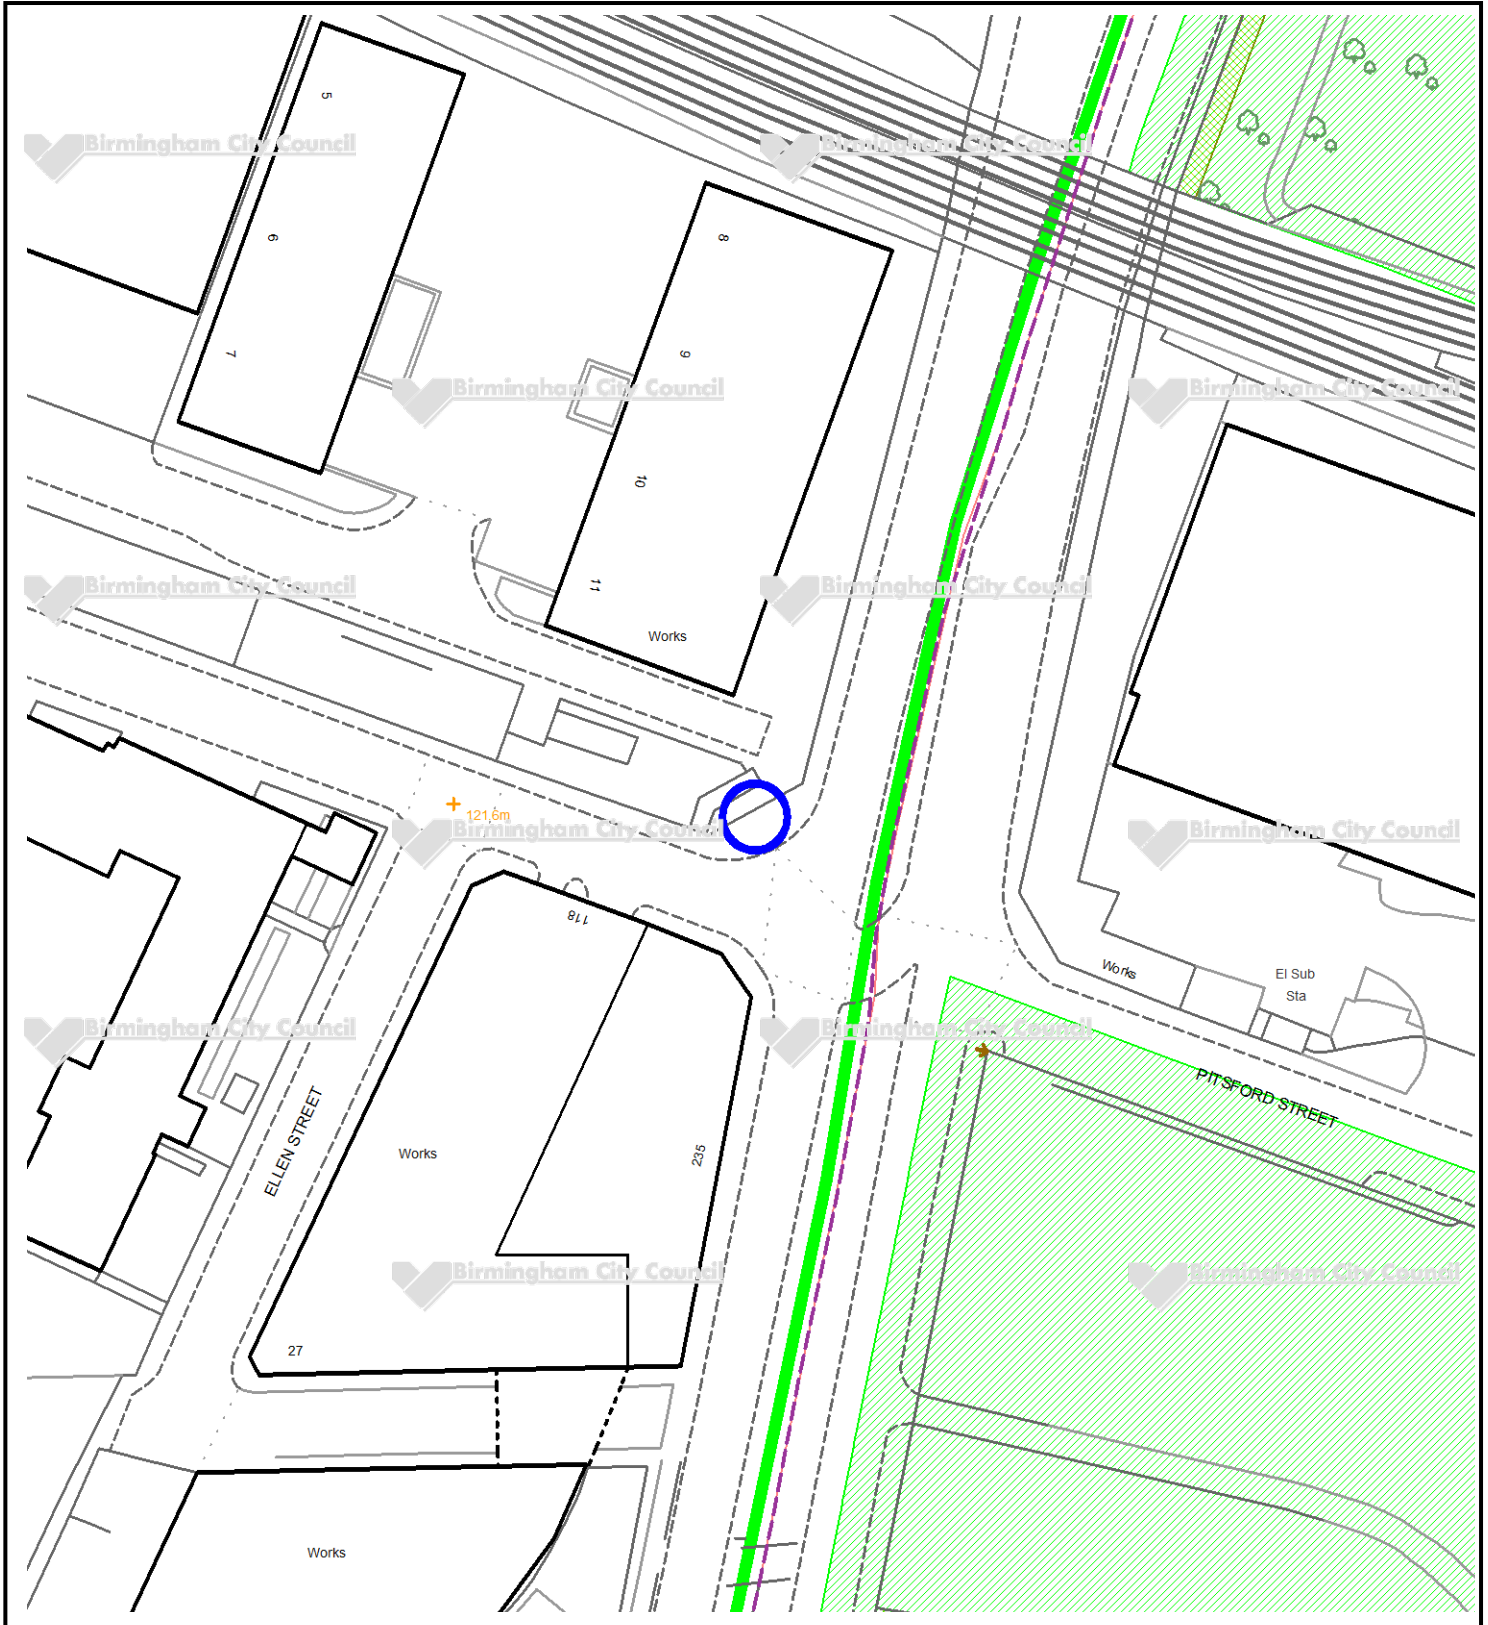 5
Birmingham City Council
Birmingham City Council
6
8
7
9
Birmingham City Council
Birmingham City Council
10
11
Birmingham City Council
Birmingham City Council
Works
121.6m
Birmingham City Council
Birmingham City Council
118
Works
El Sub
Sta
Birmingham City Council
Birmingham City Council
PITSFORD STREET
ELLEN STREET
Works
235
Birmingham City Council
Birmingham City Council
27
Works